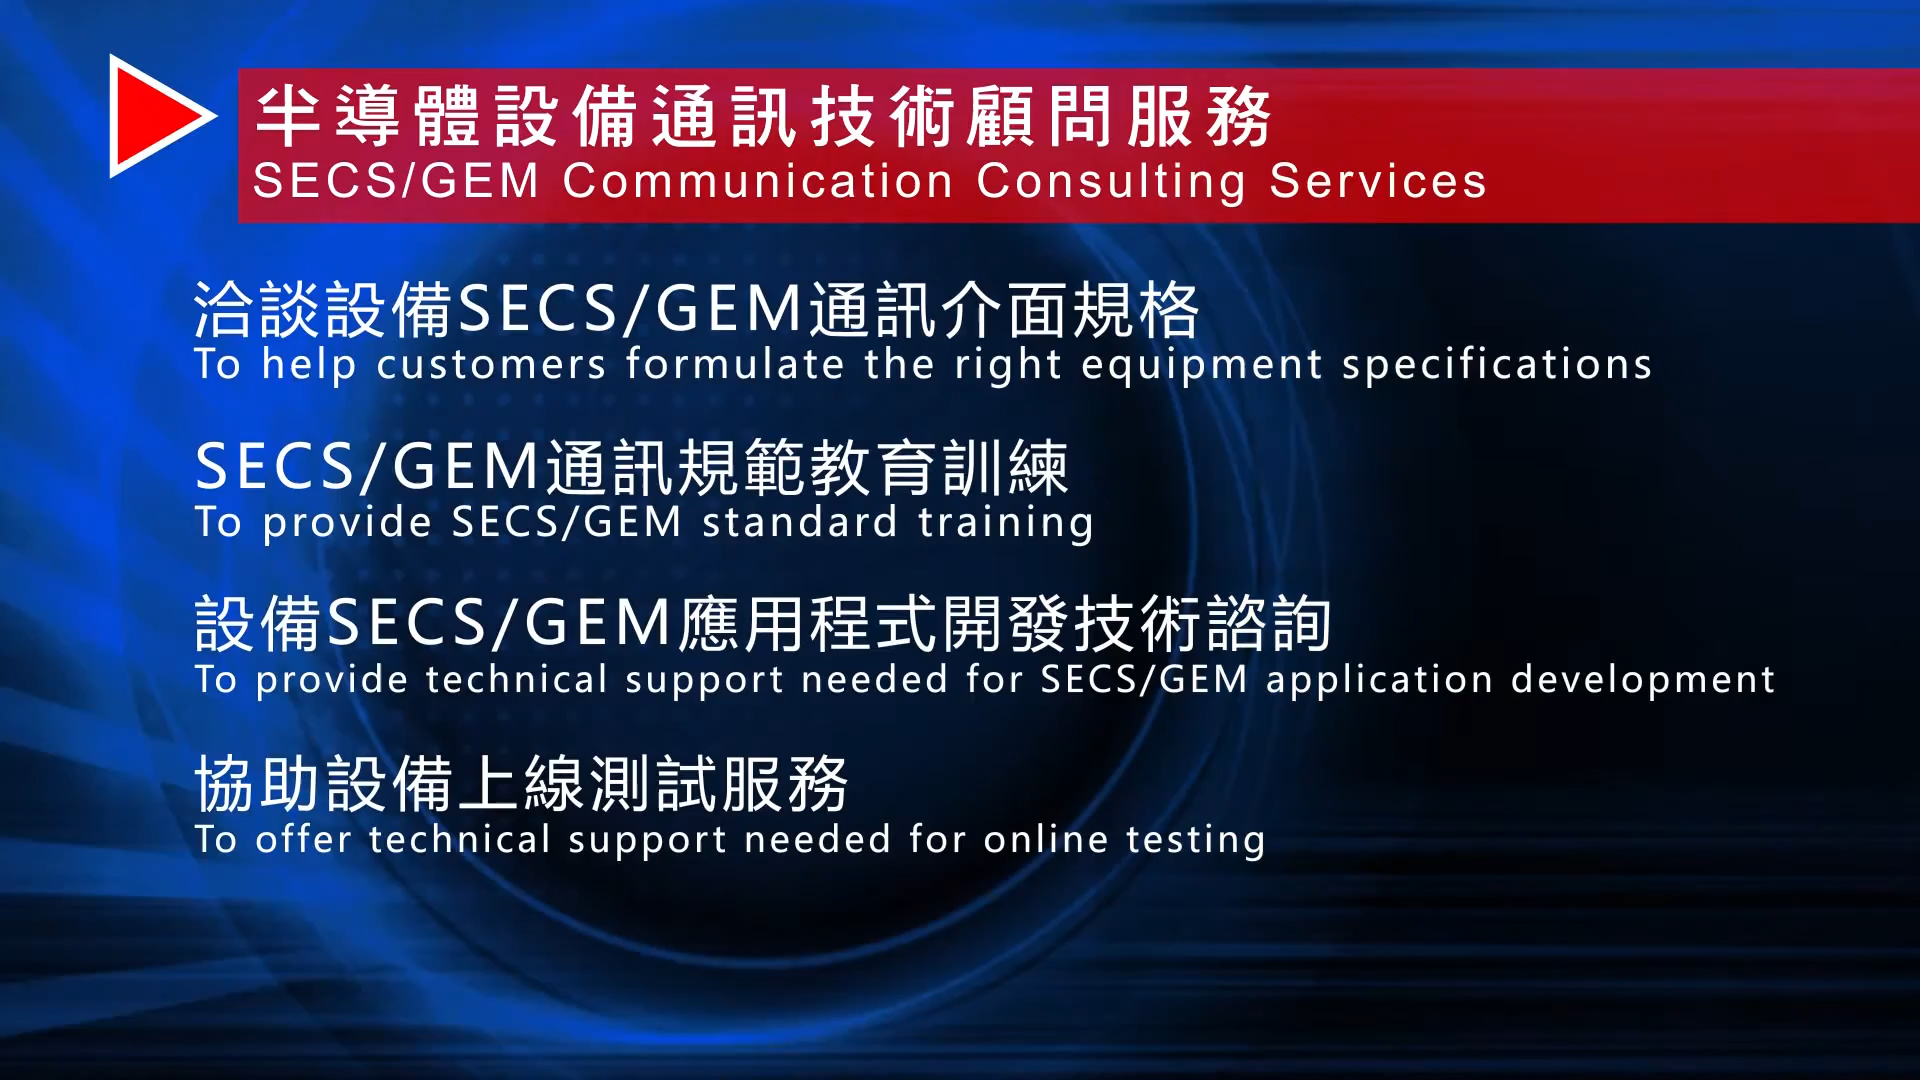 半導體設備通訊技術顧問服務
SECS/GEM Communication Consulting Services
洽談設備SECS/GEM通訊介面規格
To help customers formulate the right equipment specifications
SECS/GEM通訊規範教育訓練
To provide SECS/GEM standard training
設備SECS/GEM應用程式開發技術諮詢
To provide technical support needed for SECS/GEM application development
協助設備上線測試服務
To offer technical support needed for online testing